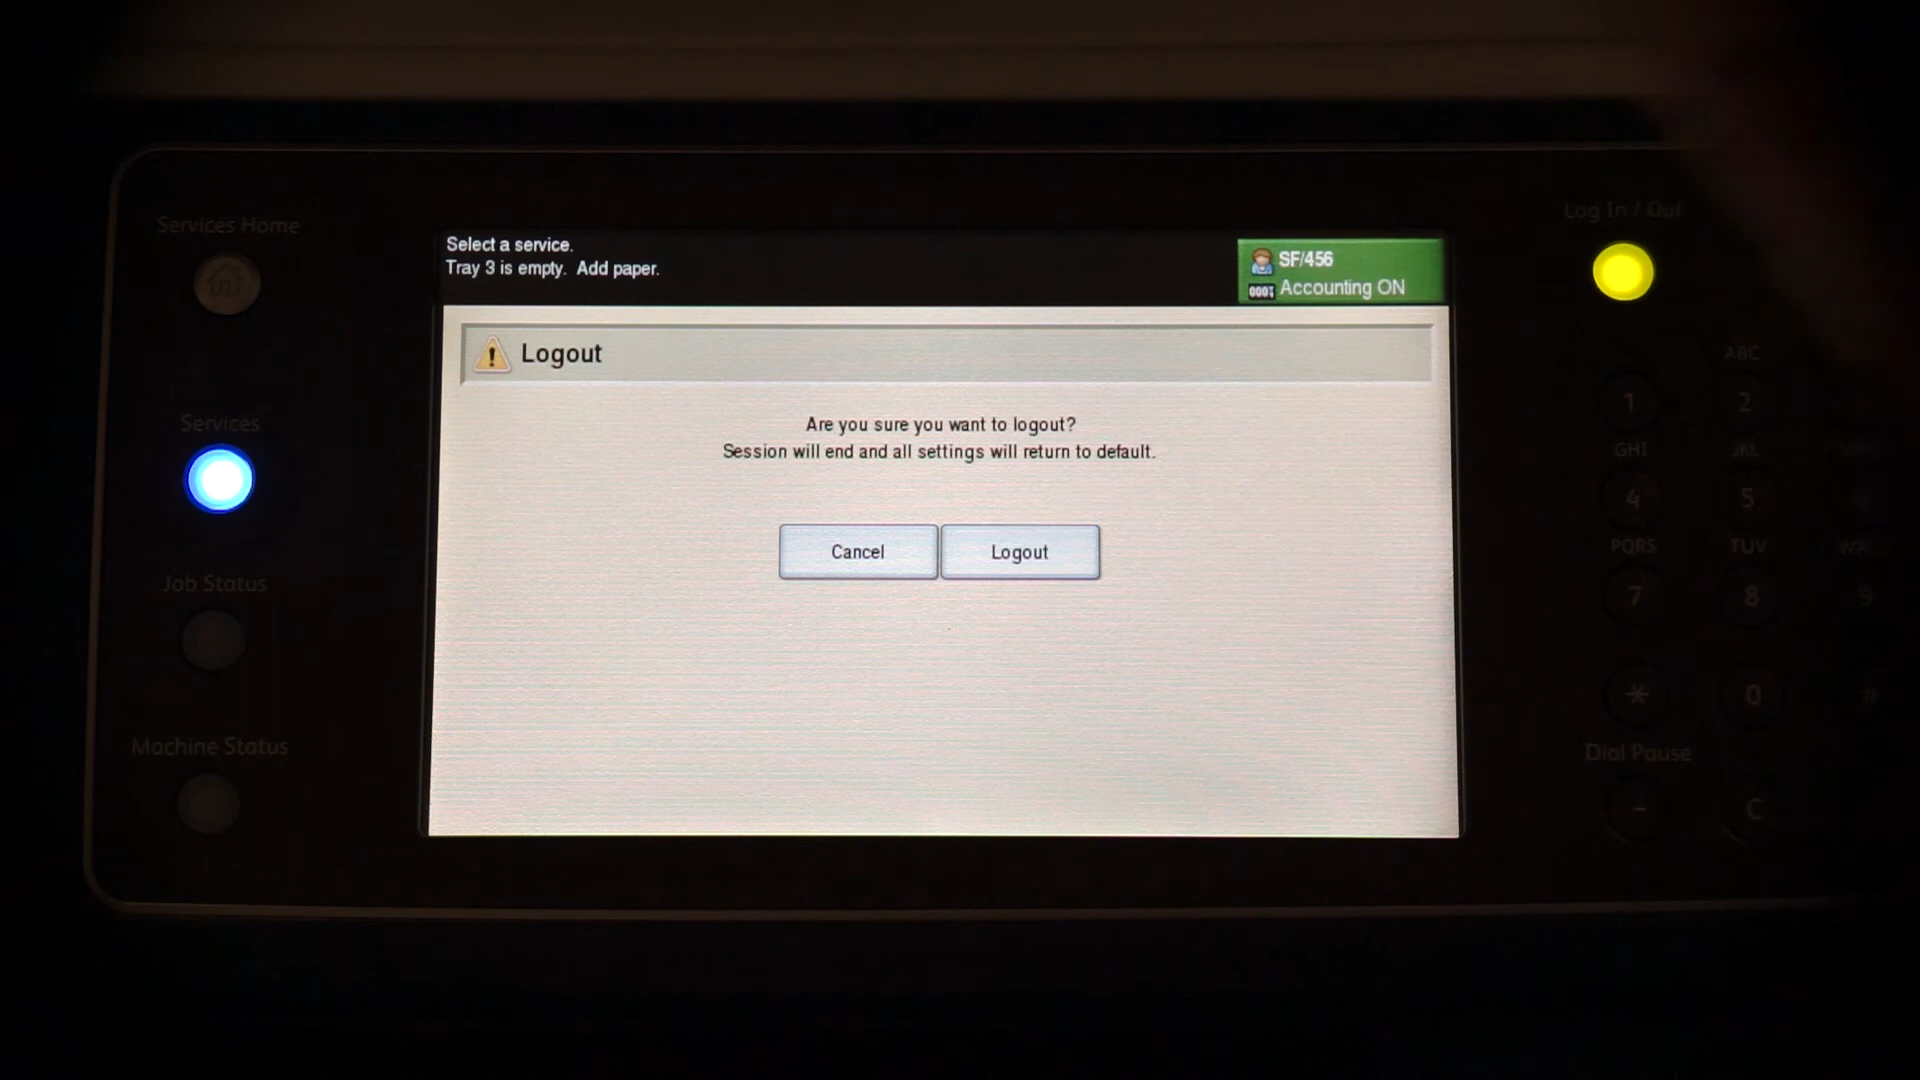 Services Home
Select a service.
Tray 3 is empty. Add paper.
SF/456
Accounting ON
Log In / Out
Logout
Are you sure you want to logout?
Session will end and all settings will return to default.
Cancel
Logout
Services
Job Status
Machine Status
ABC
1
2
GHI
JKL
4
5
PQRS
TUV
7
8
9
*
0
Dial Pause
-
C